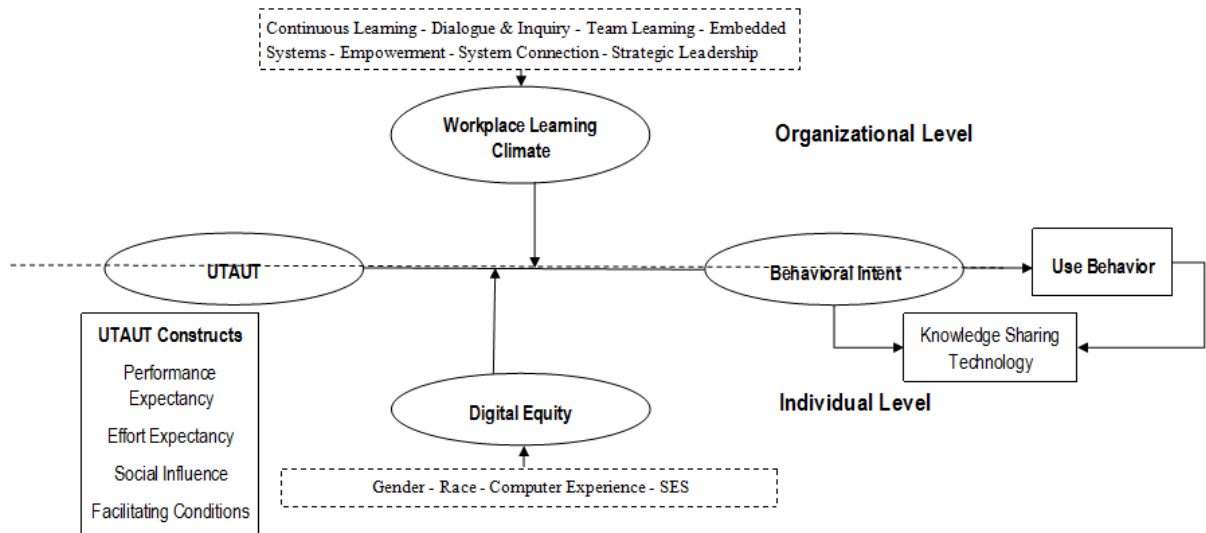 Continuous Learning - Dialogue & Inquiry - Team Learning - Embedded
Systems - Empowerment - System Connection - Strategic Leadership
Workplace Learning
Climate
Organizational Level
UTAUT
Behavioral Intent
Use Behavior
UTAUT Constructs
Performance
Expectancy
Effort Expectancy
Social Influence
Facilitating Conditions
Knowledge Sharing
Technology
Individual Level
Digital Equity
Gender - Race - Computer Experience - SES